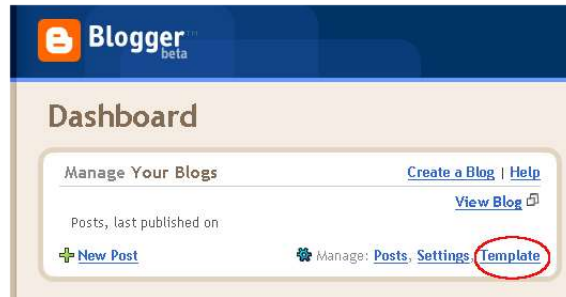 Blogger™
beta
Dashboard
Manage Your Blogs
Create a Blog | Help
View Blog
Posts, last published on
New Post
Manage: Posts, Settings, Template